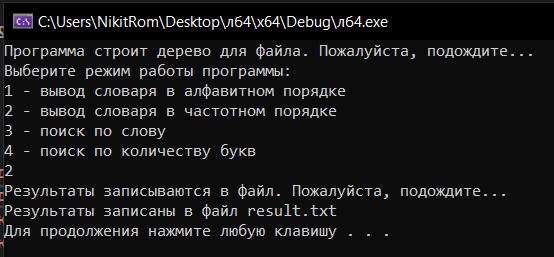 C:\Users\NikitRom\Desktop\л64\x64\Debug\л64.exe
Программа строит дерево для файла. Пожалуйста, подождите...
Выберите режим работы программы:
1 - вывод словаря в алфавитном порядке
2 - вывод словаря в частотном порядке
3 - поиск по слову
4 - поиск по количеству букв
2
Результаты записываются в файл. Пожалуйста, подождите...
Результаты записаны в файл result.txt
Для продолжения нажмите любую клавишу . . .